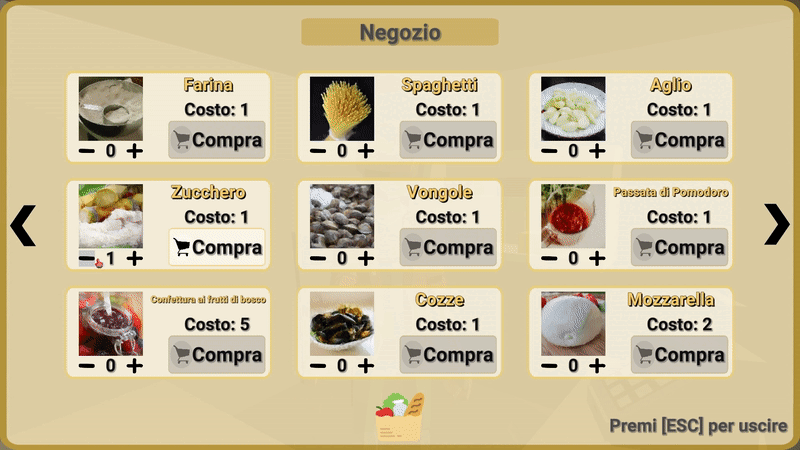 Negozio
Farina
Costo: 1
Compra
0
Spaghetti
Costo: 1
Compra
0
Aglio
Costo: 1
Compra
0
Zucchero
Costo: 1
Compra
1
Vongole
Costo: 1
Compra
0
Passata di Pomodoro
Costo: 1
Compra
0
Confettura ai frutti di bosco
Costo: 5
Compra
0
Cozze
Costo: 1
Compra
0
Mozzarella
Costo: 2
Compra
0
Premi [ESC] per uscire